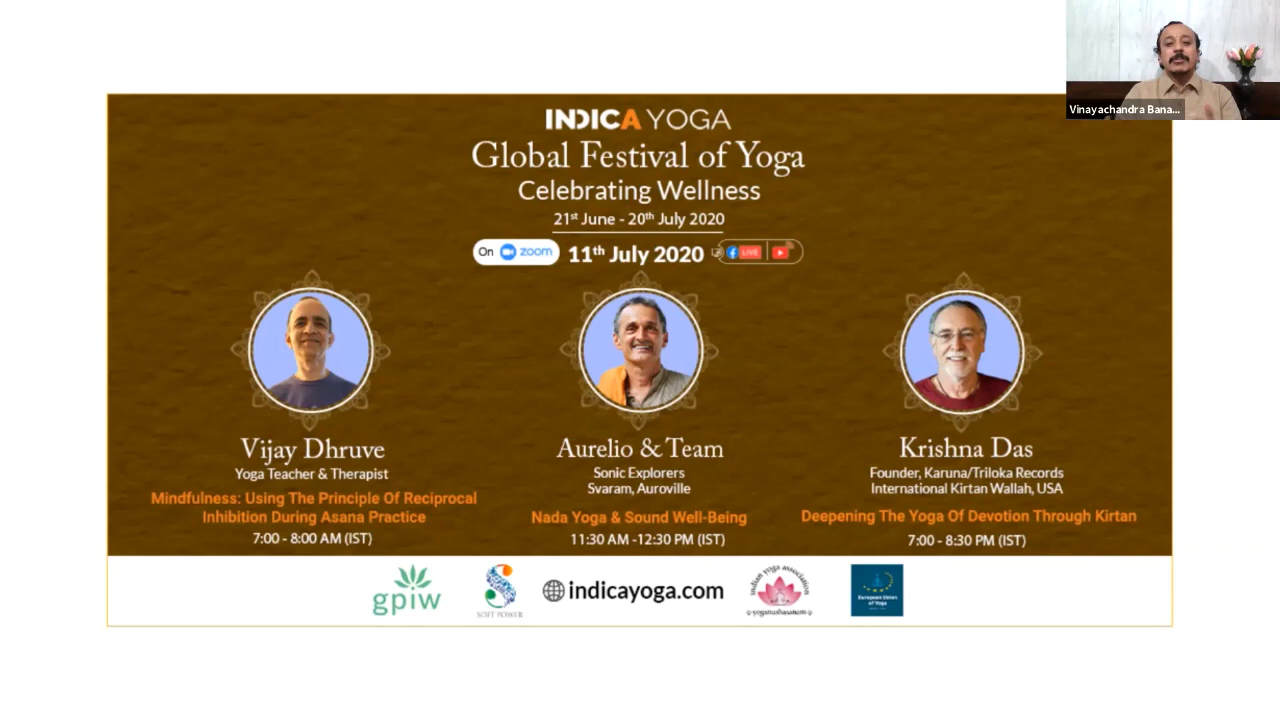 Vinayachandra Bana...
INDICA YOGA
Global Festival of Yoga
Celebrating Wellness
21st June - 20th July 2020
On zoom 11th July 2020 LIVE
Vijay Dhruve
Yoga Teacher & Therapist
Mindfulness: Using The Principle Of Reciprocal
Inhibition During Asana Practice
7:00 - 8:00 AM (IST)
Aurelio & Team
Sonic Explorers
Svaram, Auroville
Nada Yoga & Sound Well-Being
11:30 AM -12:30 PM (IST)
Krishna Das
Founder, Karuna/Triloka Records
International Kirtan Wallah, USA
Deepening The Yoga Of Devotion Through Kirtan
7:00 - 8:30 PM (IST)
gpiw
SOFT POWER
indicayoga.com
indian yoga association
European Union
of Yoga